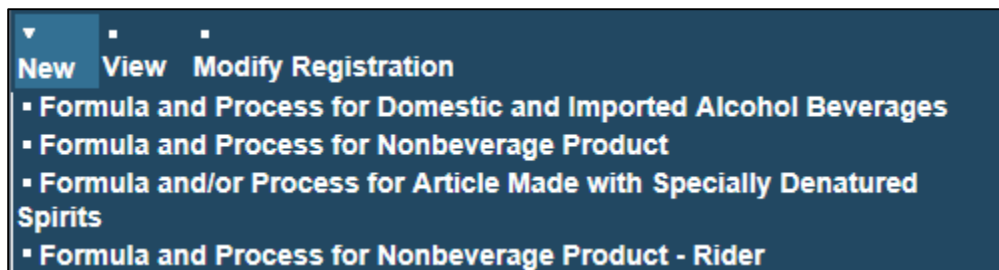 New View Modify Registration
▪ Formula and Process for Domestic and Imported Alcohol Beverages
▪ Formula and Process for Nonbeverage Product
▪ Formula and/or Process for Article Made with Specially Denatured
Spirits
▪ Formula and Process for Nonbeverage Product - Rider